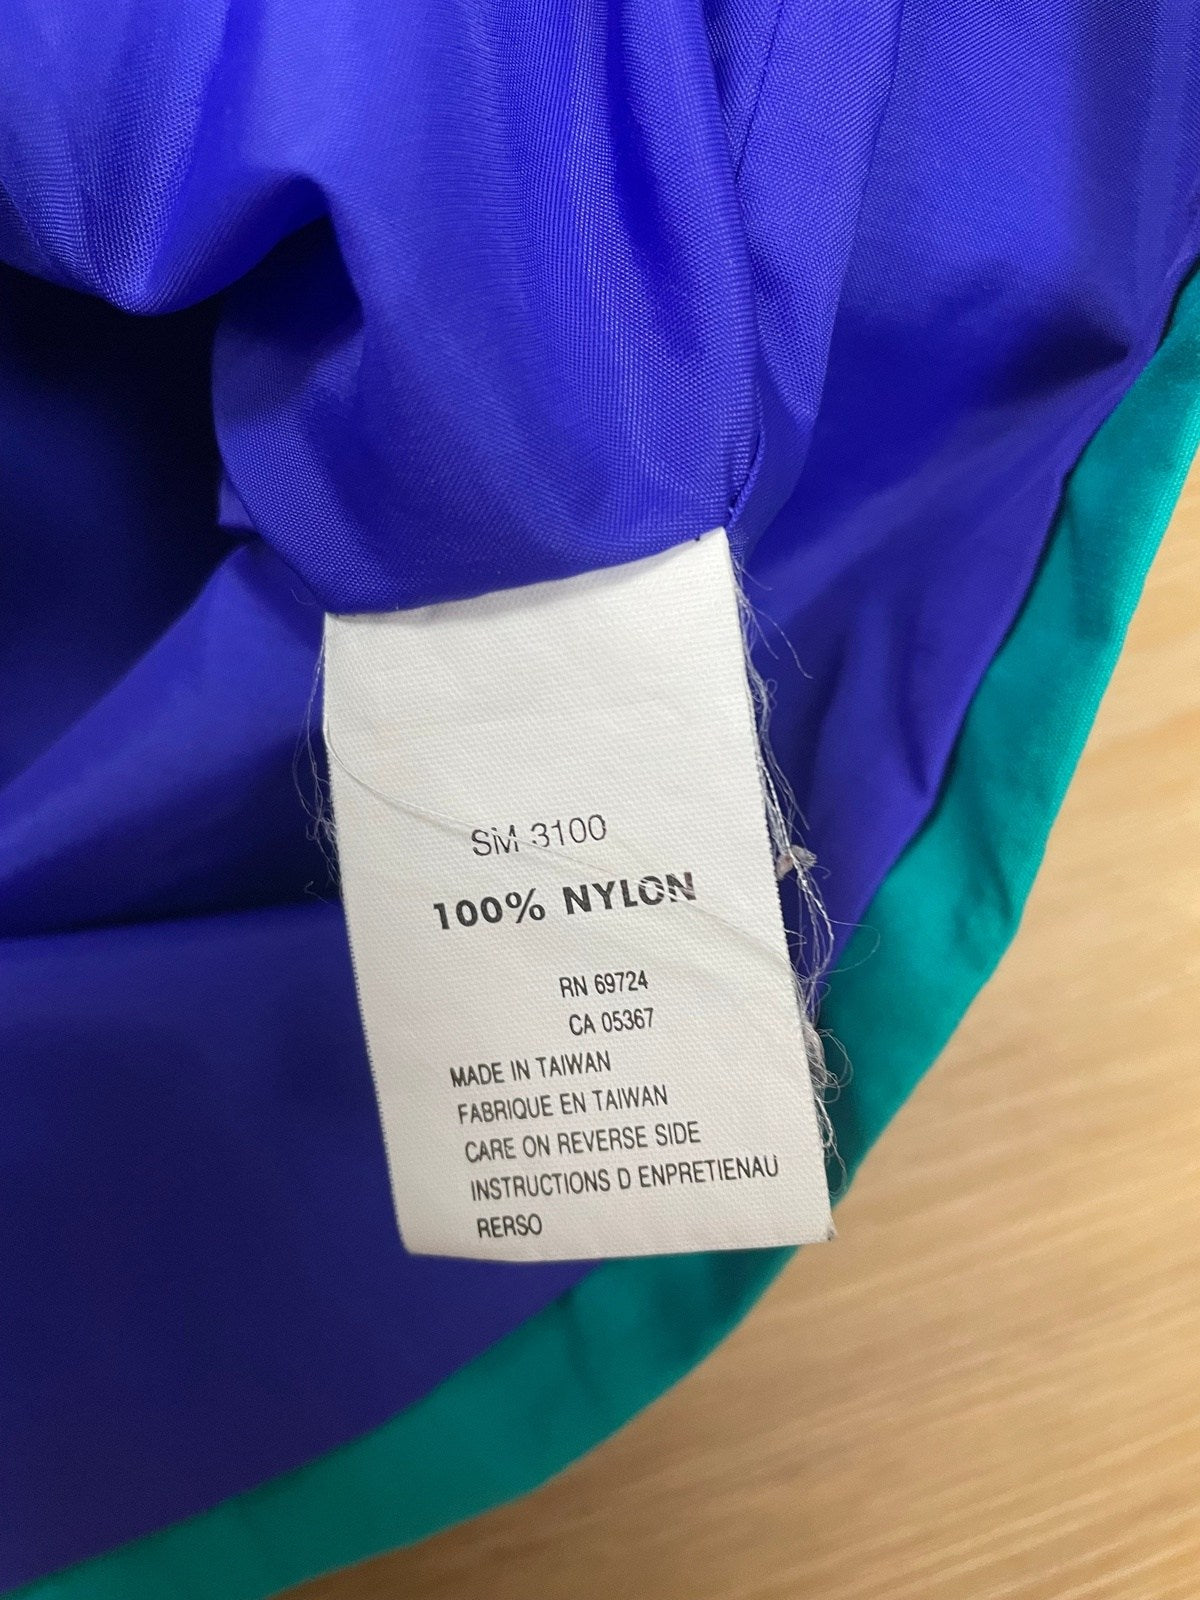 SM 3100
100% NYLON
RN 69724
CA 05367
MADE IN TAIWAN
FABRIQUE EN TAIWAN
CARE ON REVERSE SIDE
INSTRUCTIONS D ENPRETIENAU
RERSO